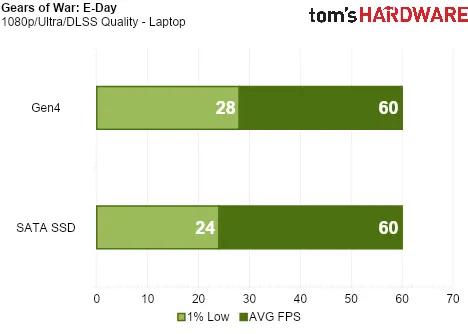 Gears of War: E-Day
1080p/Ultra/DLSS Quality - Laptop
tom'sHARDWARE
Gen4
28
60
SATA SSD
24
60
0 10 20 30 40 50 60 70
1% Low AVG FPS